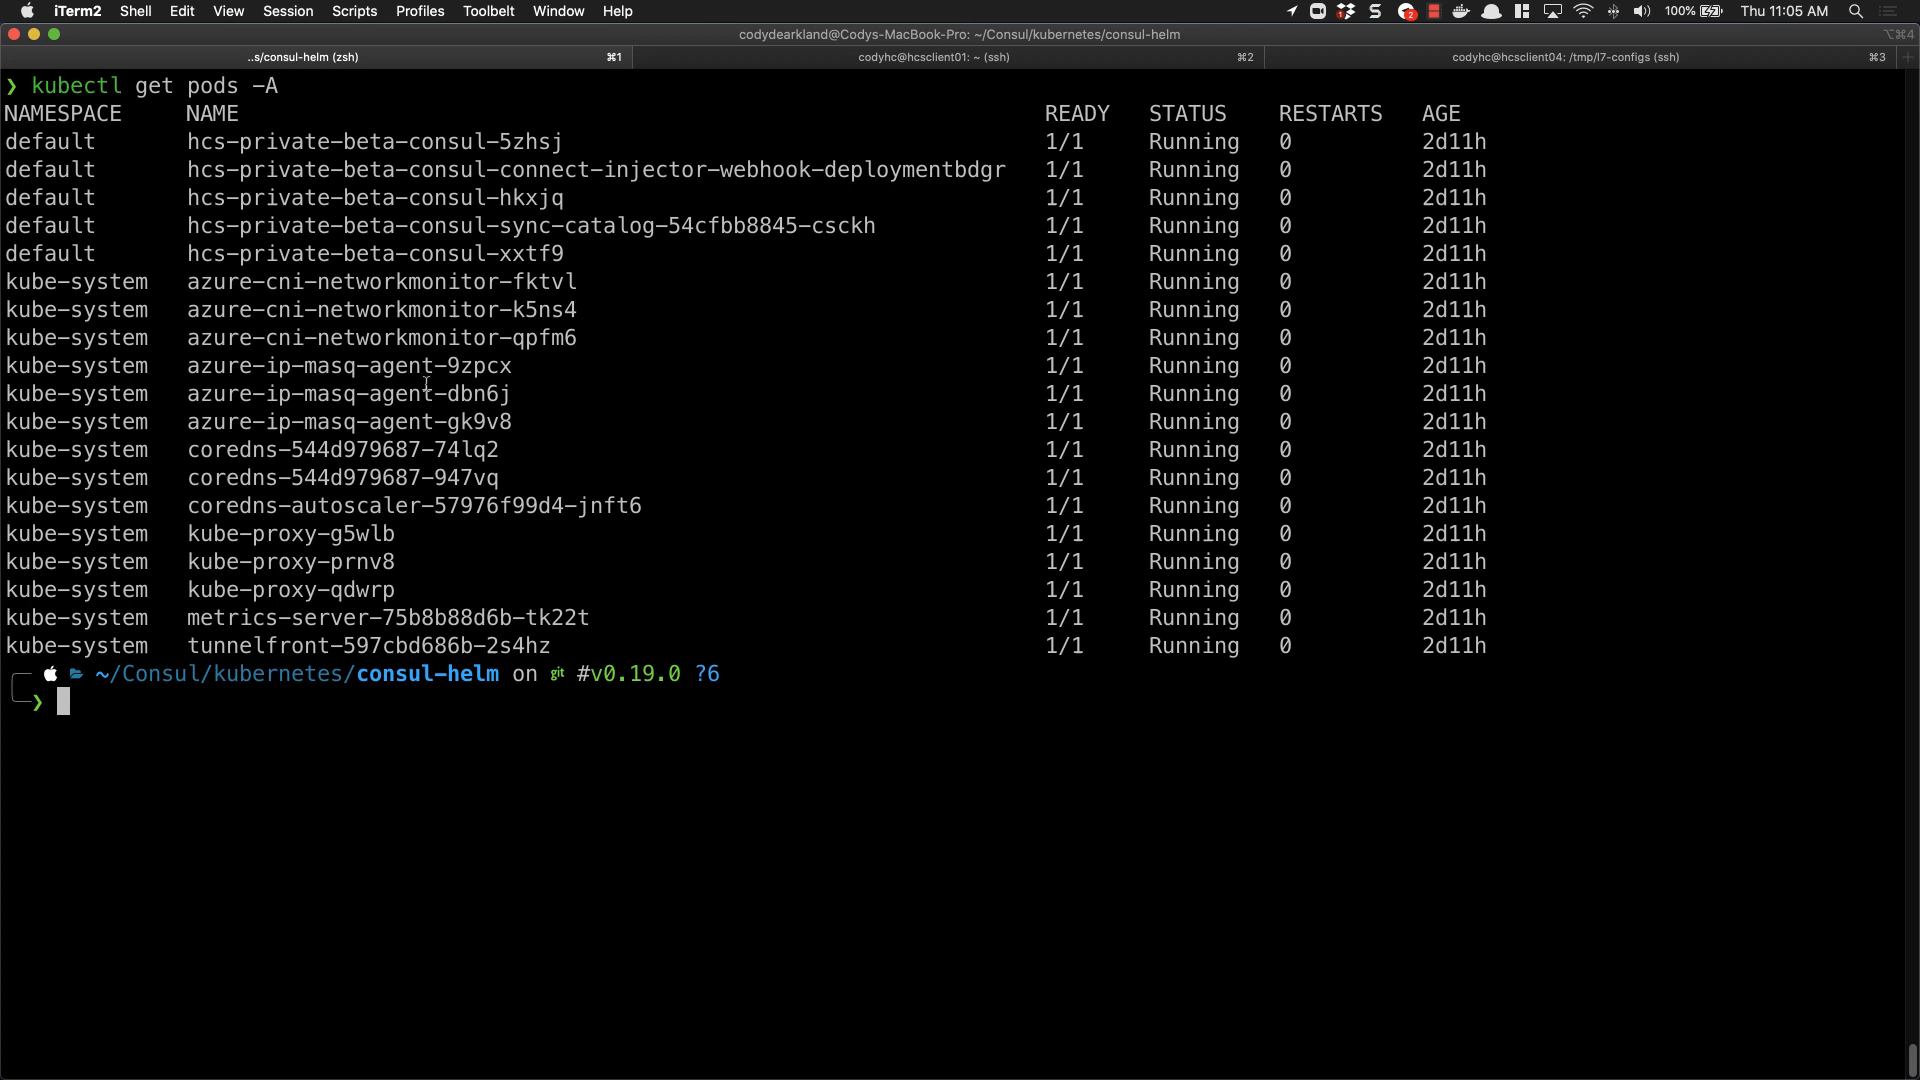 iTerm2 Shell Edit View Session Scripts Profiles Toolbelt Window Help 2 100% Thu 11:05 AM
codydearkland@Codys-MacBook-Pro: ~/Consul/kubernetes/consul-helm ⌥⌘4
..s/consul-helm (zsh) ⌘1 codyhc@hcsclient01: ~ (ssh) ⌘2 codyhc@hcsclient04: /tmp/l7-configs (ssh) ⌘3
❯ kubectl get pods -A
NAMESPACE NAME READY STATUS RESTARTS AGE
default hcs-private-beta-consul-5zhsj 1/1 Running 0 2d11h
default hcs-private-beta-consul-connect-injector-webhook-deploymentbdgr 1/1 Running 0 2d11h
default hcs-private-beta-consul-hkxjq 1/1 Running 0 2d11h
default hcs-private-beta-consul-sync-catalog-54cfbb8845-csckh 1/1 Running 0 2d11h
default hcs-private-beta-consul-xxtf9 1/1 Running 0 2d11h
kube-system azure-cni-networkmonitor-fktvl 1/1 Running 0 2d11h
kube-system azure-cni-networkmonitor-k5ns4 1/1 Running 0 2d11h
kube-system azure-cni-networkmonitor-qpfm6 1/1 Running 0 2d11h
kube-system azure-ip-masq-agent-9zpcx 1/1 Running 0 2d11h
kube-system azure-ip-masq-agent-dbn6j 1/1 Running 0 2d11h
kube-system azure-ip-masq-agent-gk9v8 1/1 Running 0 2d11h
kube-system coredns-544d979687-74lq2 1/1 Running 0 2d11h
kube-system coredns-544d979687-947vq 1/1 Running 0 2d11h
kube-system coredns-autoscaler-57976f99d4-jnft6 1/1 Running 0 2d11h
kube-system kube-proxy-g5wlb 1/1 Running 0 2d11h
kube-system kube-proxy-prnv8 1/1 Running 0 2d11h
kube-system kube-proxy-qdwrp 1/1 Running 0 2d11h
kube-system metrics-server-75b8b88d6b-tk22t 1/1 Running 0 2d11h
kube-system tunnelfront-597cbd686b-2s4hz 1/1 Running 0 2d11h
~/Consul/kubernetes/consul-helm on git #v0.19.0 ?6
❯